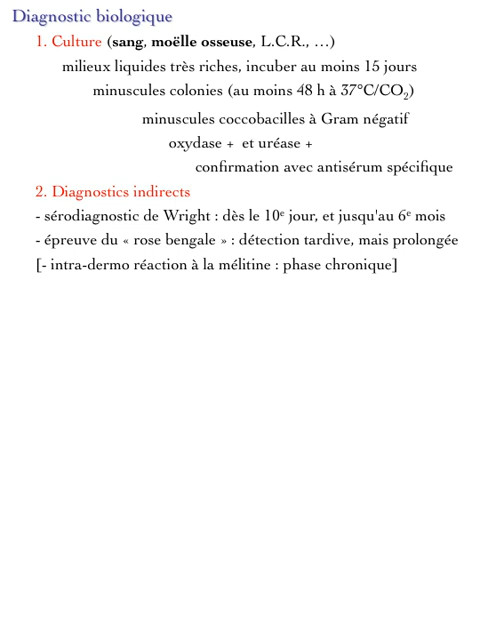 Diagnostic biologique
1. Culture (sang, moëlle osseuse, L.C.R., …)
milieux liquides très riches, incuber au moins 15 jours
minuscules colonies (au moins 48 h à 37°C/CO₂)
minuscules coccobacilles à Gram négatif
oxydase + et uréase +
confirmation avec antisérum spécifique
2. Diagnostics indirects
- sérodiagnostic de Wright : dès le 10ᵉ jour, et jusqu'au 6ᵉ mois
- épreuve du « rose bengale » : détection tardive, mais prolongée
[- intra-dermo réaction à la mélitine : phase chronique]